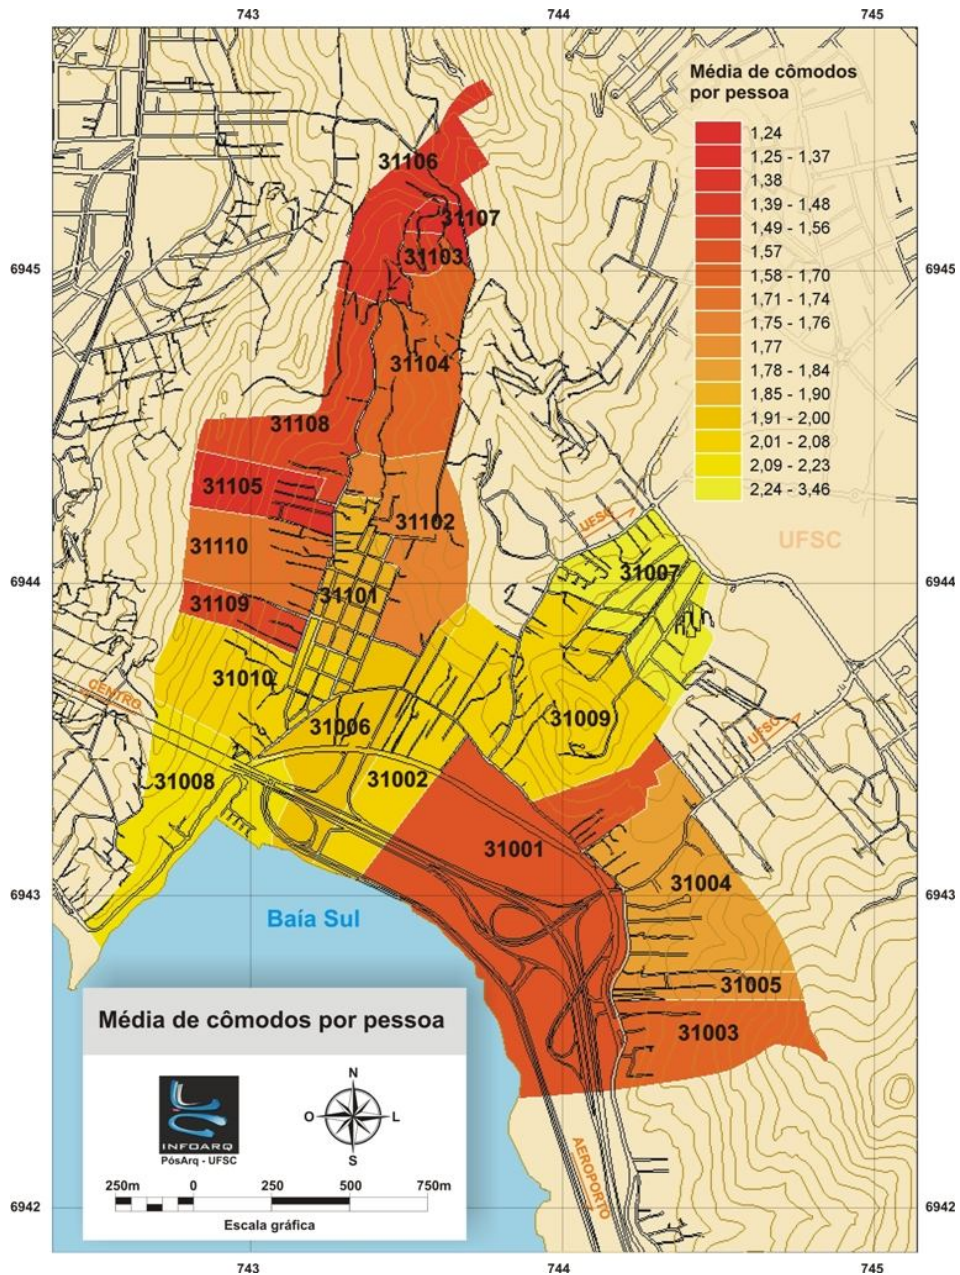 743
744
745
Média de cômodos
por pessoa
1,24
1,25 - 1,37
1,38
1,39 - 1,48
1,49 - 1,56
1,57
1,58 - 1,70
1,71 - 1,74
1,75 - 1,76
1,77
1,78 - 1,84
1,85 - 1,90
1,91 - 2,00
2,01 - 2,08
2,09 - 2,23
2,24 - 3,46
31106
31107
31103
6945
6945
31104
31108
31105
31102
UFSC
UFSC
31110
31007
6944
6944
31101
31109
31010
CENTRO
31006
31009
UFSC
31002
31008
31001
31004
6943
6943
Baía Sul
31005
31003
Média de cômodos por pessoa
N
O
L
S
INFOARQ
PósArq - UFSC
250m
0
250
500
750m
Escala gráfica
AEROPORTO
6942
6942
743
744
745